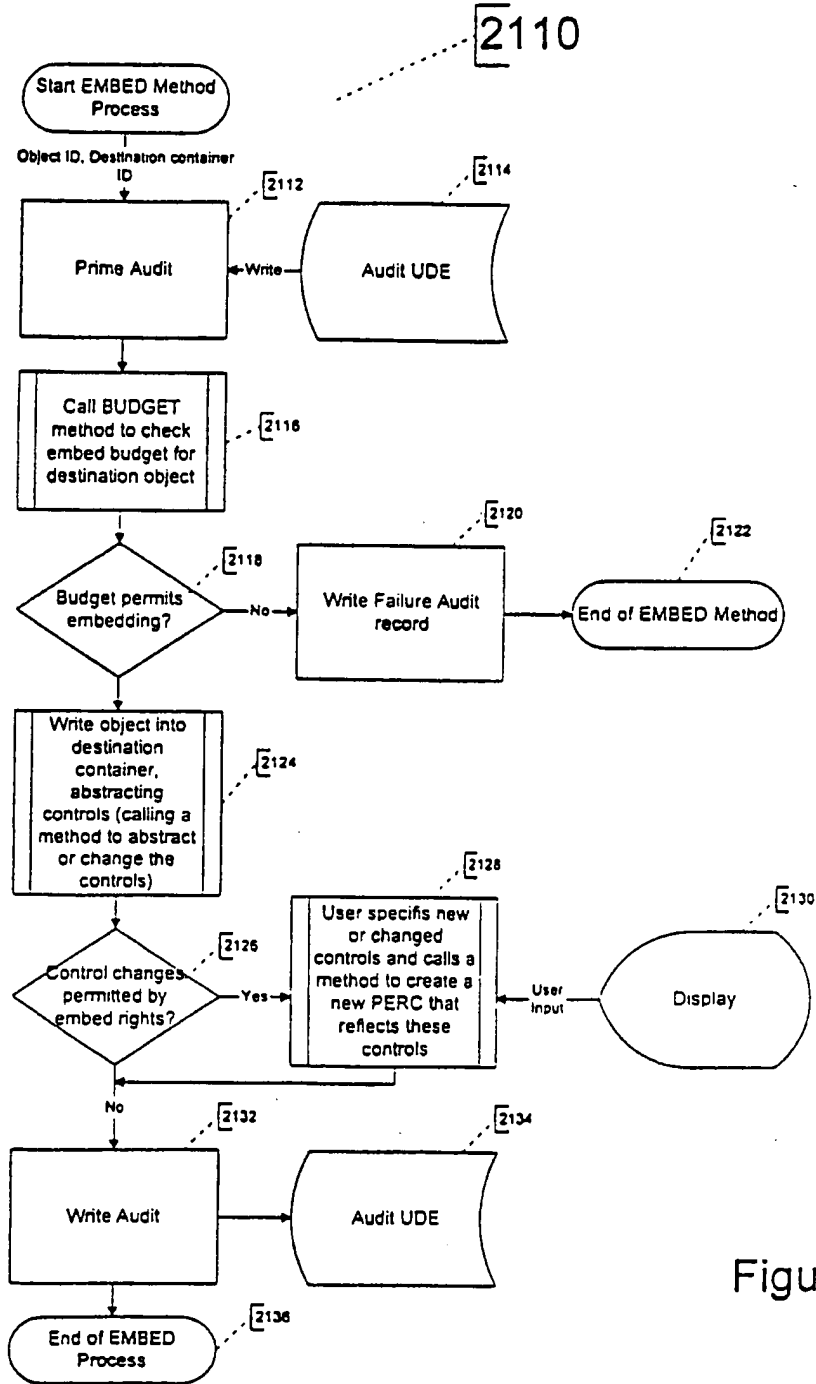 2110
Start EMBED Method
Process
Object ID, Destination container
ID
2112
2114
Prime Audit
Write
Audit UDE
Call BUDGET
method to check
embed budget for
destination object
2116
2118
Budget permits
embedding?
No
2120
Write Failure Audit
record
2122
End of EMBED Method
Write object into
destination
container,
abstracting
controls (calling a
method to abstract
or change the
controls)
2124
2126
Control changes
permitted by
embed rights?
Yes
2128
User specifis new
or changed
controls and calls a
method to create a
new PERC that
reflects these
controls
User
Input
2130
Display
No
2132
Write Audit
2134
Audit UDE
Figu
End of EMBED
Process
2136